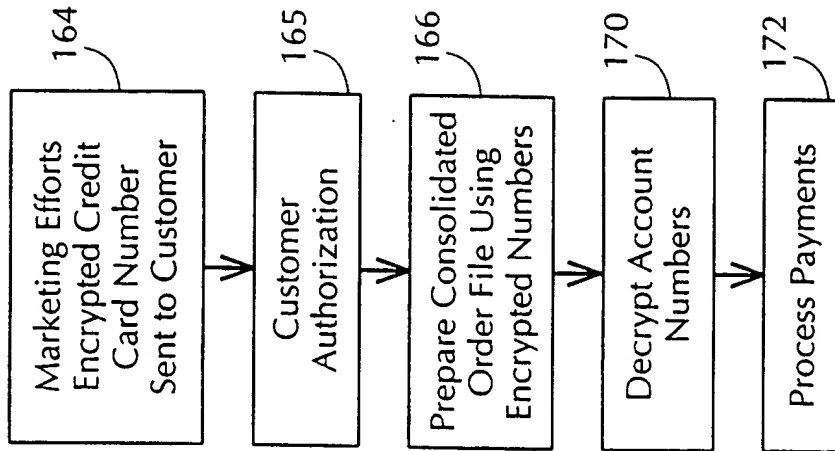 164
Marketing Efforts
Encrypted Credit
Card Number
Sent to Customer
165
Customer
Authorization
166
Prepare Consolidated
Order File Using
Encrypted Numbers
170
Decrypt Account
Numbers
172
Process Payments